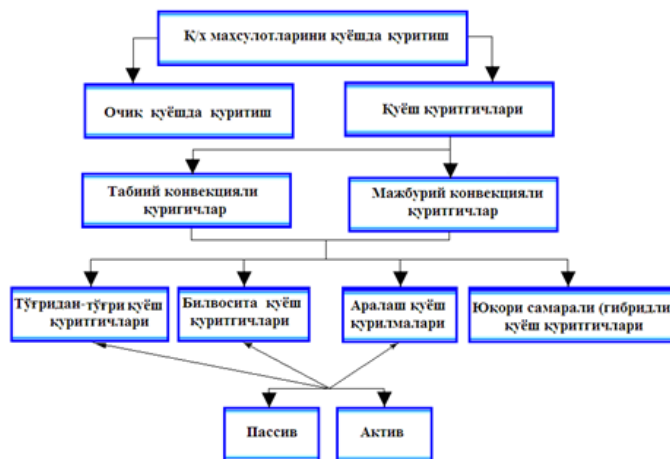 Қ/х махсулотларини қуёшда қуритиш
Очиқ қуёшда қуритиш
Қуёш қуритгичлари
Табиий конвекцияли
қуриғичлар
Мажбурий конвекцияли
қуритгичлар
Тўғридан-тўғри қуёш
қуритгичлари
Билвосита қуёш
қуритгичлари
Аралаш қуёш
қурилмалари
Юқори самарали (гибридли
қуёш қуритгичлари
Пассив
Актив